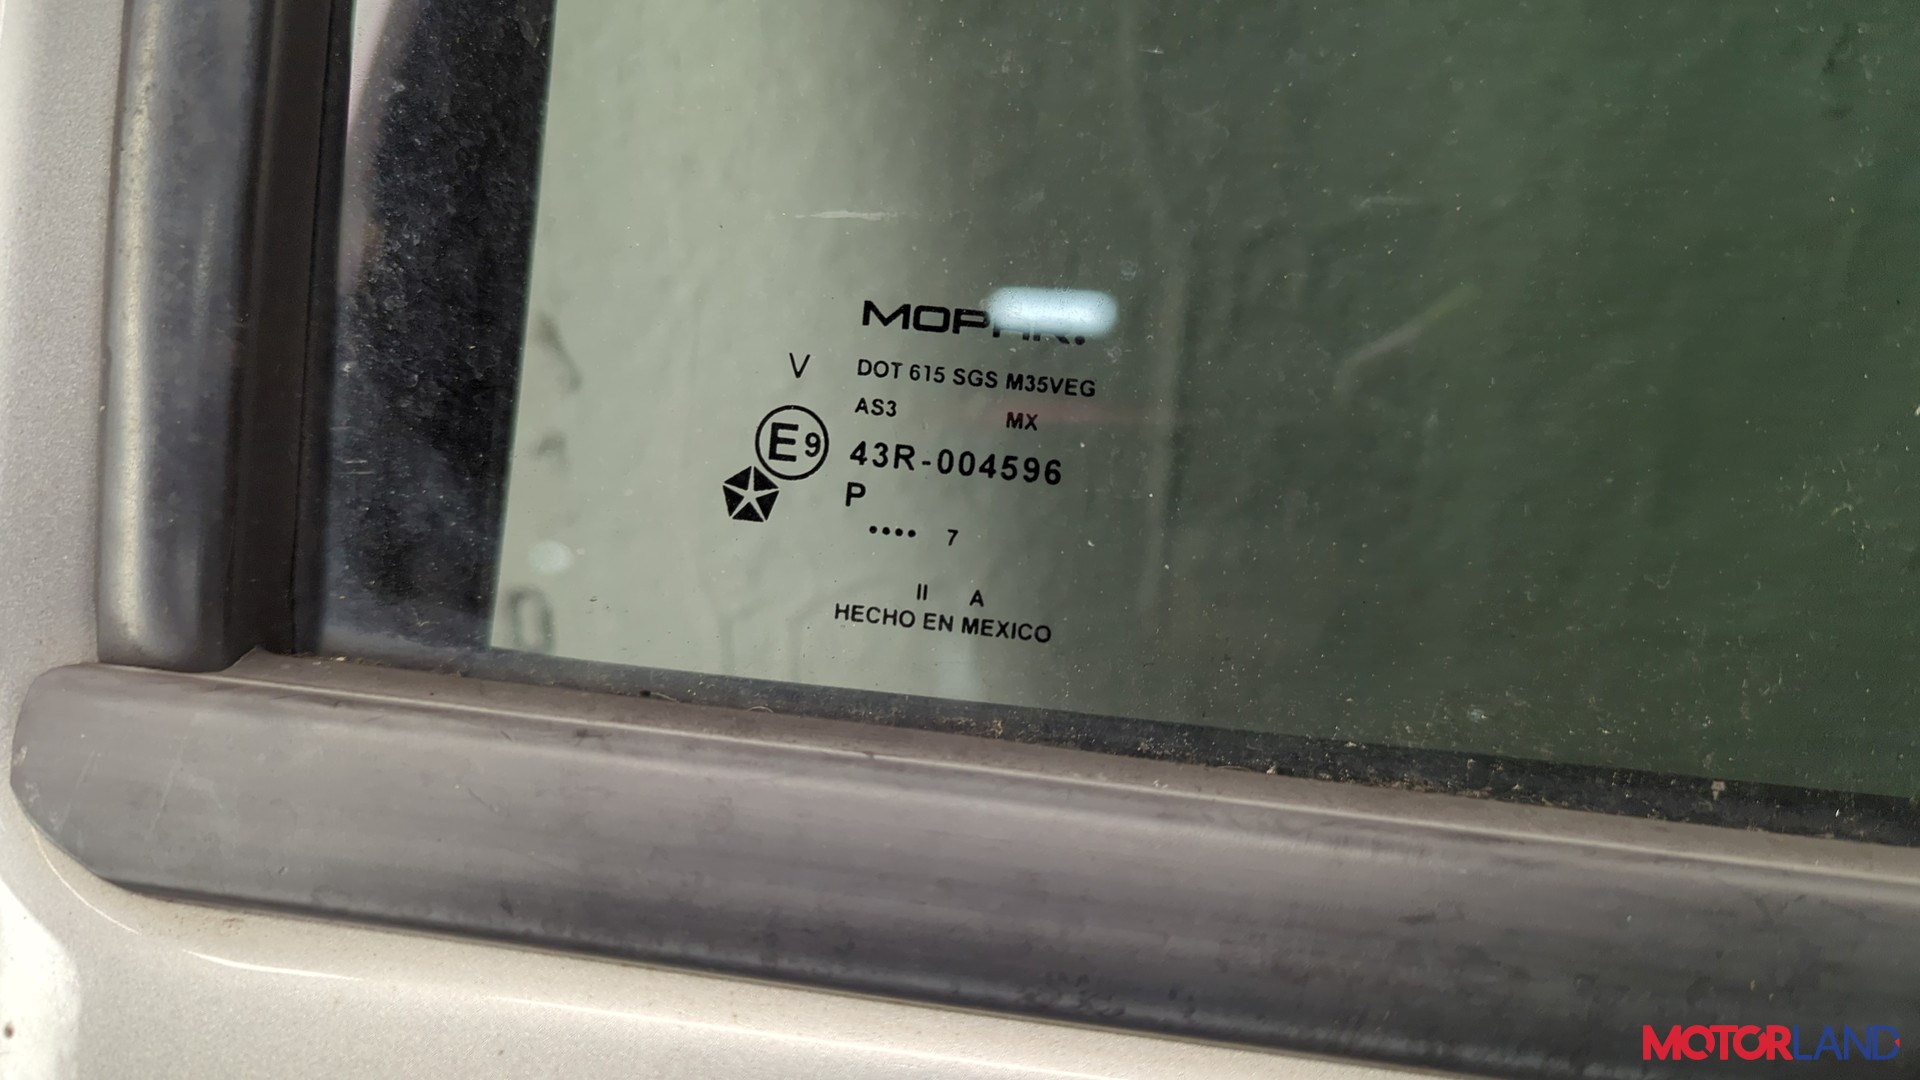 MOPAR.
V DOT 615 SGS M35VEG
AS3 MX
E9 43R-004596
P
•••• 7
II A
HECHO EN MEXICO
MOTORLAND